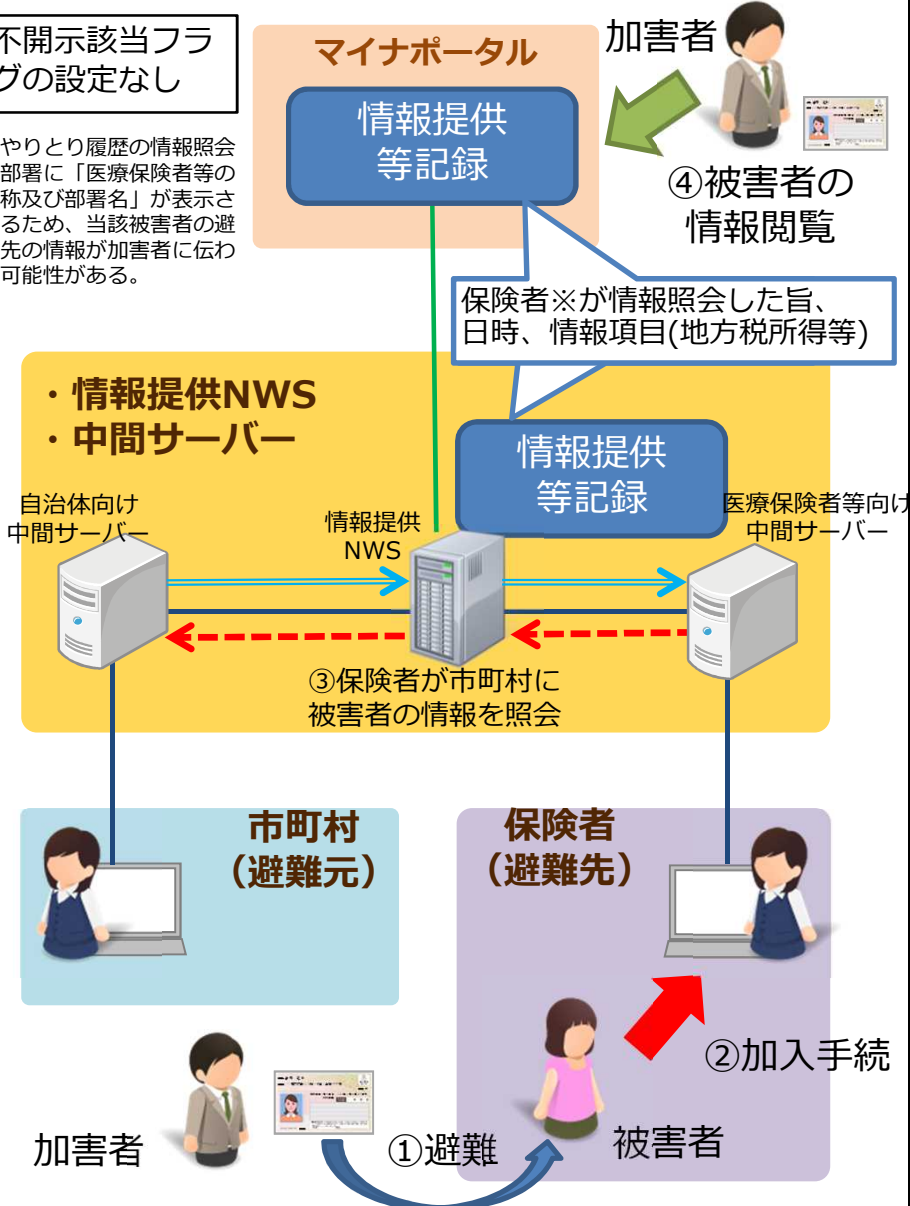 不開示該当フラ
グの設定なし
やりとり履歴の情報照会
部署に「医療保険者等の
称及び部署名」が表示さ
るため、当該被害者の避
先の情報が加害者に伝わ
可能性がある。
マイナポータル
情報提供
等記録
加害者
④被害者の
情報閲覧
保険者※が情報照会した旨、
日時、情報項目(地方税所得等)
・情報提供NWS
・中間サーバー
情報提供
等記録
自治体向け
中間サーバー
情報提供
NWS
医療保険者等向け
中間サーバー
③保険者が市町村に
被害者の情報を照会
市町村
（避難元）
保険者
（避難先）
②加入手続
加害者
①避難
被害者